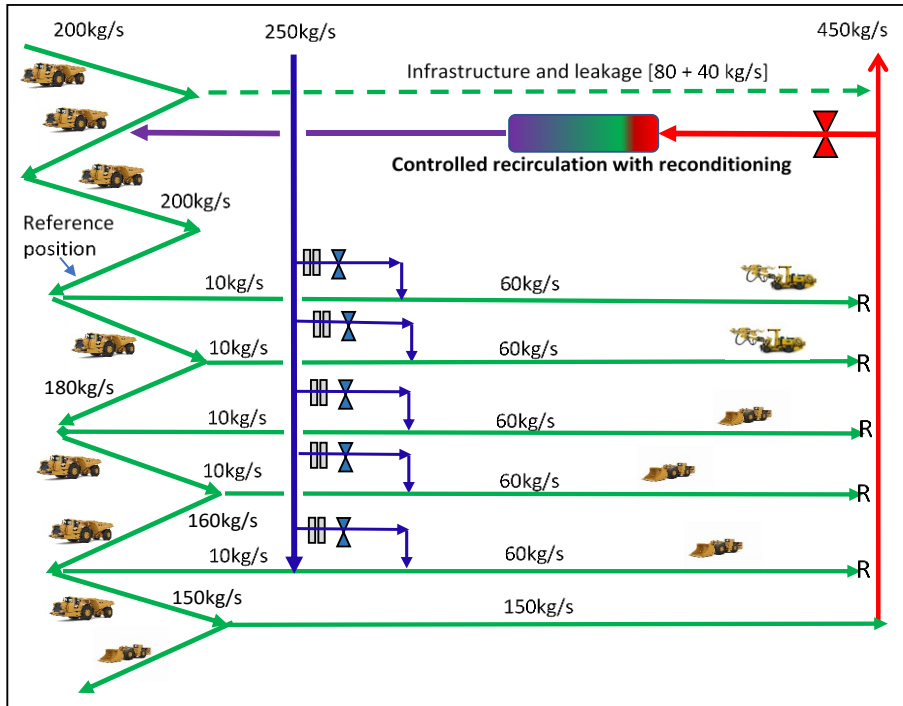 200kg/s
250kg/s
450kg/s
Infrastructure and leakage [80 + 40 kg/s]
Controlled recirculation with reconditioning
200kg/s
Reference
position
10kg/s
60kg/s
R
10kg/s
60kg/s
R
180kg/s
10kg/s
60kg/s
R
10kg/s
60kg/s
R
160kg/s
10kg/s
60kg/s
R
150kg/s
150kg/s